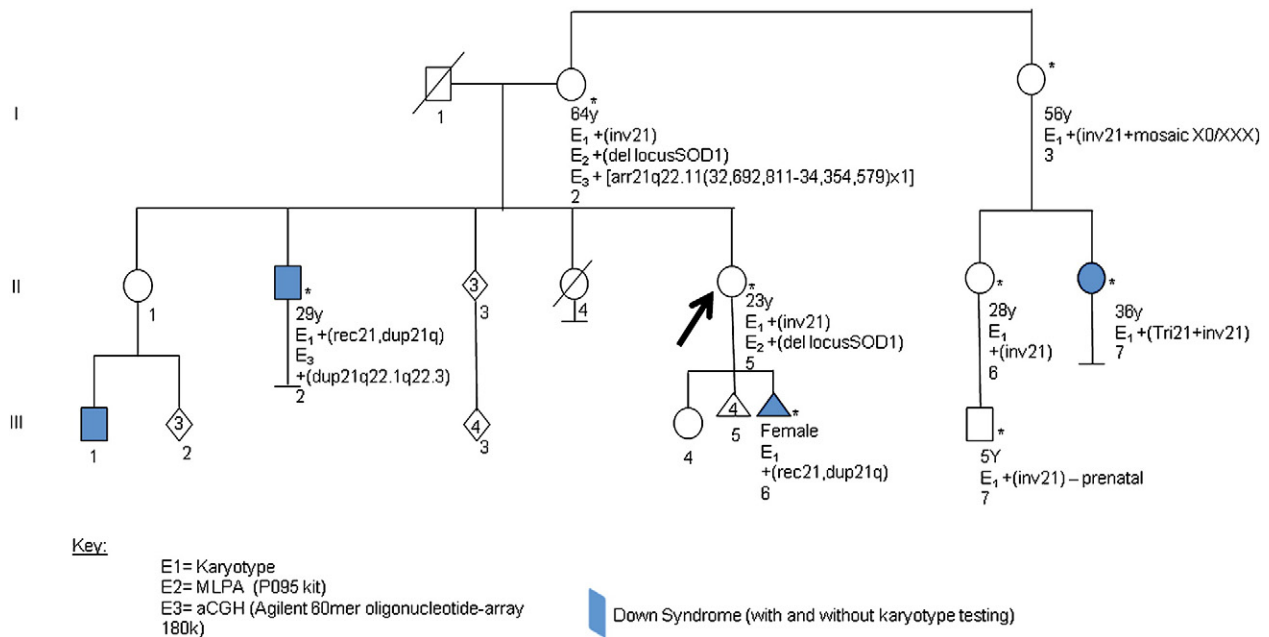 I
1
*
64y
E1 +(inv21)
E2 +(del locusSOD1)
E3 + [arr21q22.11(32,692,811-34,354,579)x1]
2
*
56y
E1 +(inv21+mosaic X0/XXX)
3
II
1
*
29y
E1 +(rec21,dup21q)
E3
+(dup21q22.1q22.3)
2
3
3
4
*
23y
E1 +(inv21)
E2 +(del locusSOD1)
5
*
28y
E1
+(inv21)
6
*
36y
E1 +(Tri21+inv21)
7
III
1
3
2
4
3
4
4
5
*
Female
E1
+(rec21,dup21q)
6
*
5Y
E1 +(inv21) – prenatal
7
Key:
E1= Karyotype
E2= MLPA (P095 kit)
E3= aCGH (Agilent 60mer oligonucleotide-array
180k)
Down Syndrome (with and without karyotype testing)